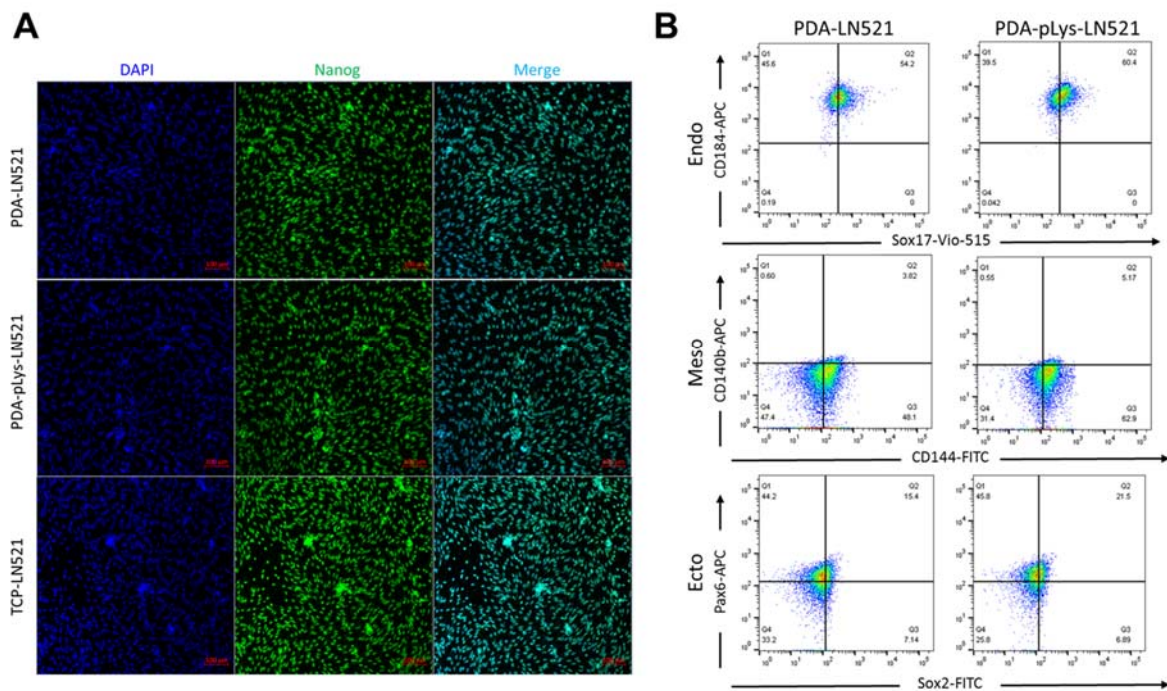 A
DAPI Nanog Merge
PDA-LN521
PDA-pLys-LN521
TCP-LN521
B
PDA-LN521 PDA-pLys-LN521
Endo
CD184-APC
Q1 45.6
Q2 54.2
Q4 0.19
Q3 0
Q1 39.5
Q2 60.4
Q4 0.042
Q3 0
Sox17-Vio-515
Meso
CD140b-APC
Q1 0.60
Q2 3.82
Q4 47.4
Q3 48.1
Q1 0.55
Q2 5.17
Q4 31.4
Q3 62.9
CD144-FITC
Ecto
Pax6-APC
Q1 44.2
Q2 15.4
Q4 33.2
Q3 7.14
Q1 45.8
Q2 21.5
Q4 25.8
Q3 6.89
Sox2-FITC